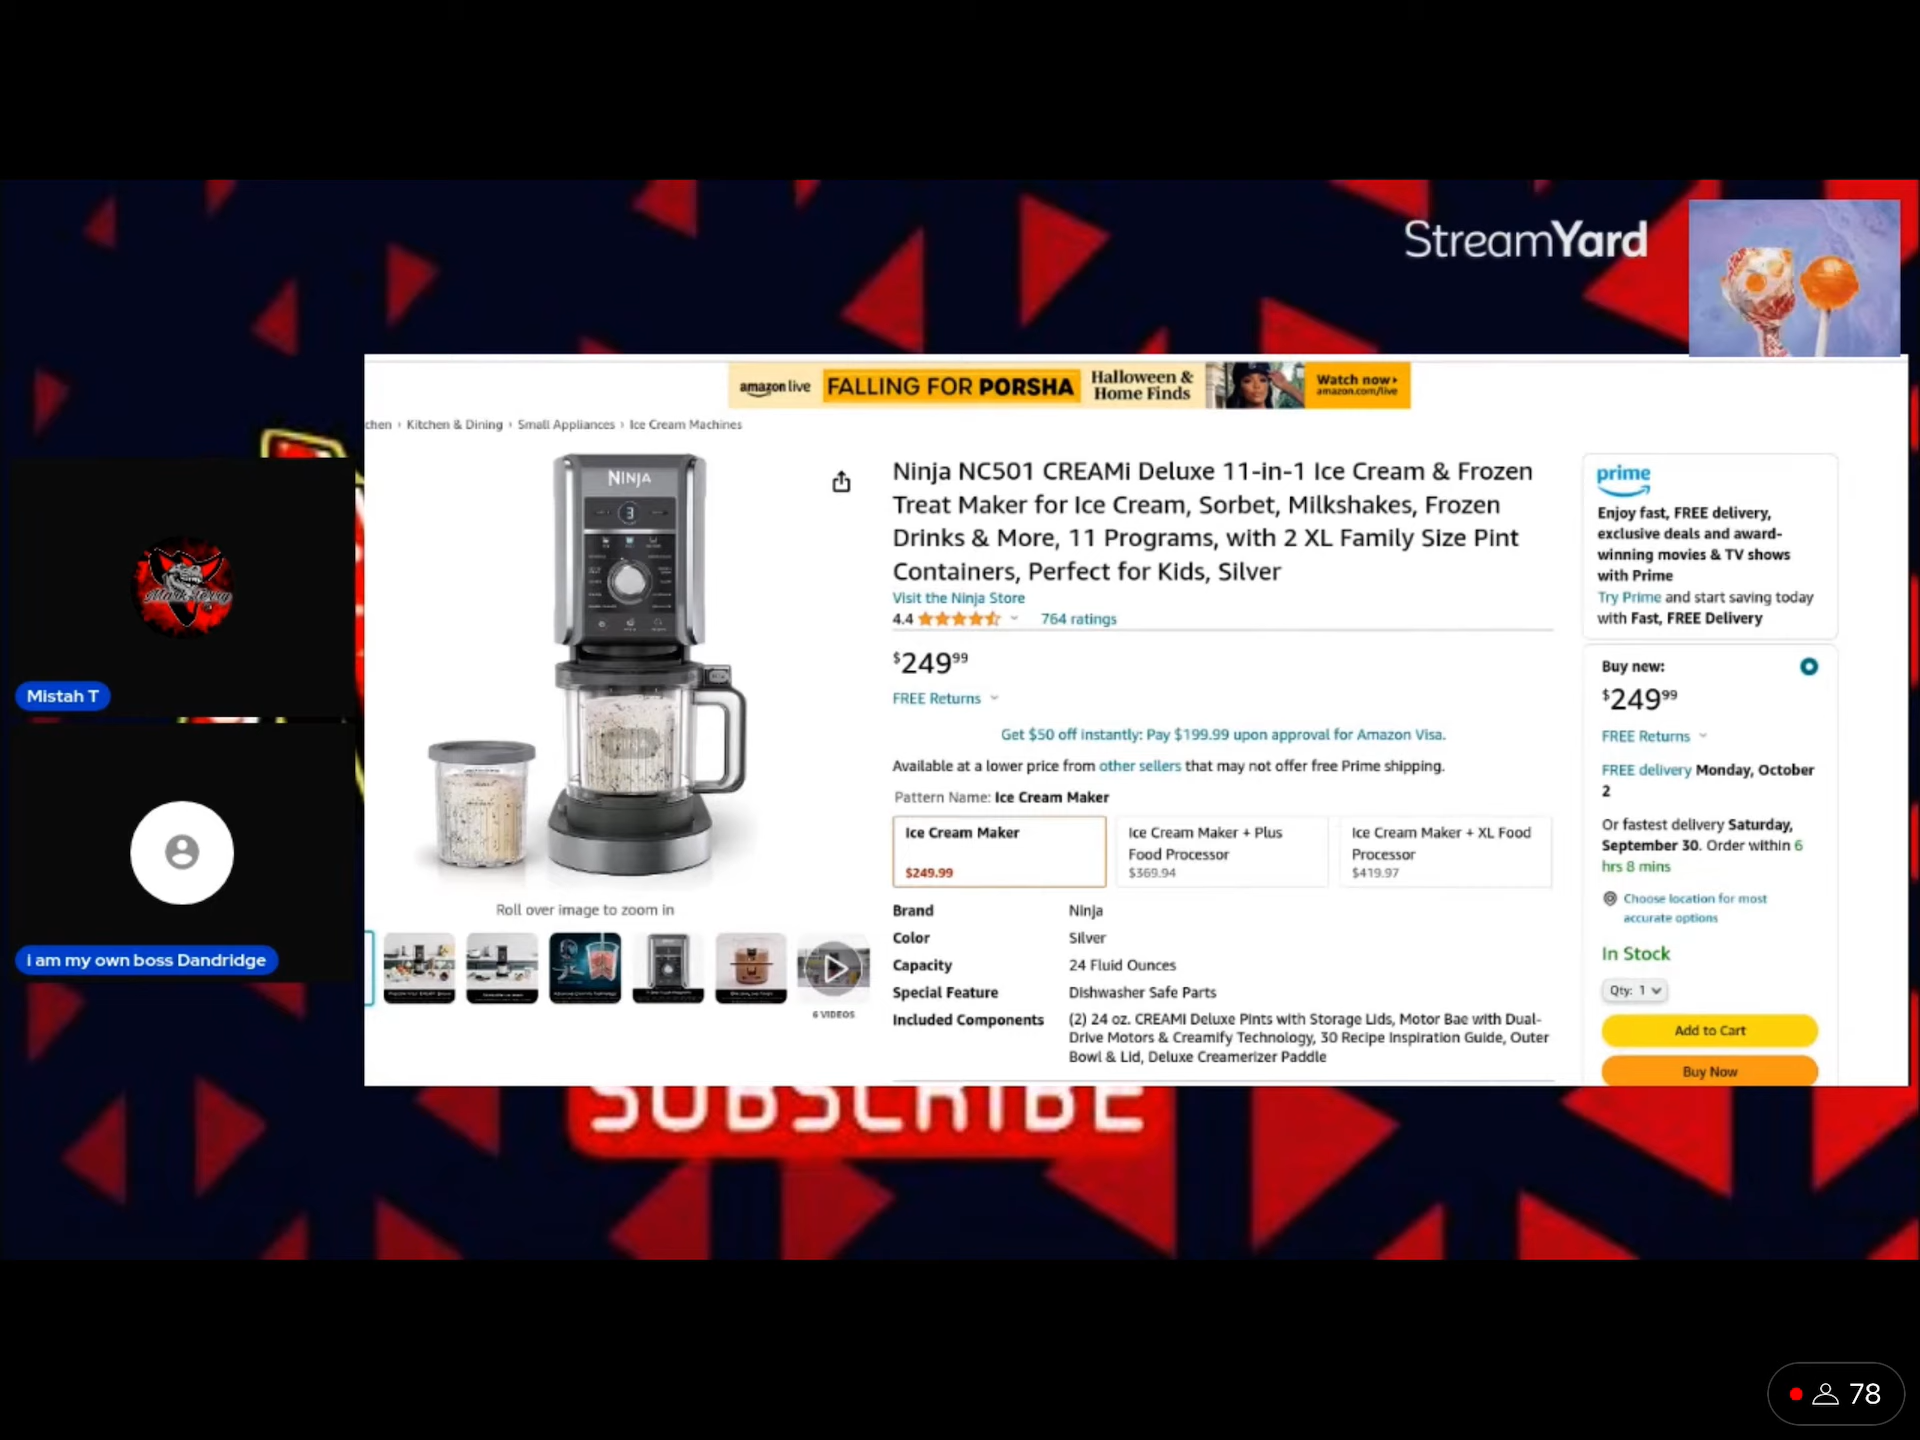 StreamYard
amazon live FALLING FOR PORSHA Halloween & Home Finds Watch now amazon.com/live
chen › Kitchen & Dining › Small Appliances › Ice Cream Machines
NINJA
3
Ninja NC501 CREAMi Deluxe 11-in-1 Ice Cream & Frozen
Treat Maker for Ice Cream, Sorbet, Milkshakes, Frozen
Drinks & More, 11 Programs, with 2 XL Family Size Pint
Containers, Perfect for Kids, Silver
Visit the Ninja Store
4.4 764 ratings
$249.99
FREE Returns
Get $50 off instantly: Pay $199.99 upon approval for Amazon Visa.
Available at a lower price from other sellers that may not offer free Prime shipping.
Pattern Name: Ice Cream Maker
Ice Cream Maker
$249.99
Ice Cream Maker + Plus
Food Processor
$369.94
Ice Cream Maker + XL Food
Processor
$419.97
Brand Ninja
Color Silver
Capacity 24 Fluid Ounces
Special Feature Dishwasher Safe Parts
Included Components (2) 24 oz. CREAMi Deluxe Pints with Storage Lids, Motor Bae with Dual-
Drive Motors & Creamify Technology, 30 Recipe Inspiration Guide, Outer
Bowl & Lid, Deluxe Creamerizer Paddle
Roll over image to zoom in
6 VIDEOS
prime
Enjoy fast, FREE delivery,
exclusive deals and award-
winning movies & TV shows
with Prime
Try Prime and start saving today
with Fast, FREE Delivery
Buy new:
$249.99
FREE Returns
FREE delivery Monday, October
2
Or fastest delivery Saturday,
September 30. Order within 6
hrs 8 mins
Choose location for most
accurate options
In Stock
Qty: 1
Add to Cart
Buy Now
Mistah T
i am my own boss Dandridge
SUBSCRIBE
78